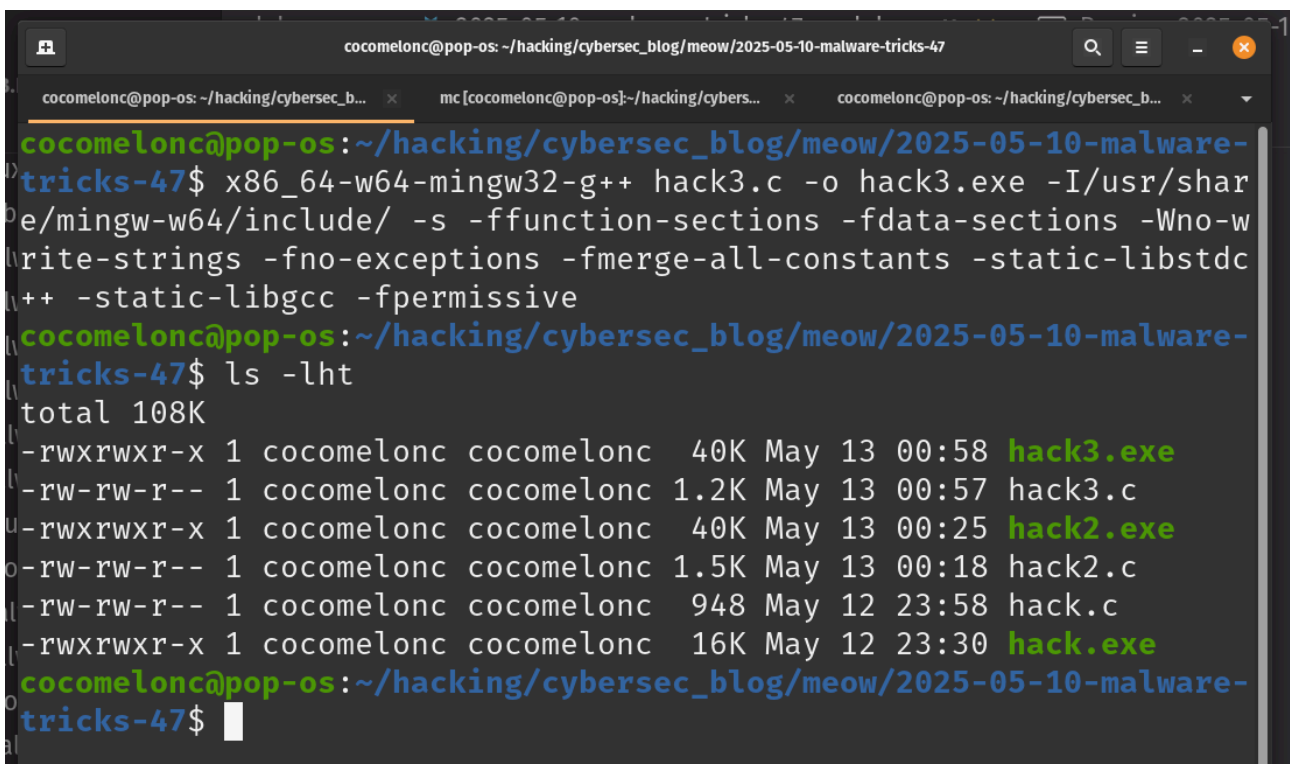 cocomelonc@pop-os: ~/hacking/cybersec_blog/meow/2025-05-10-malware-tricks-47
cocomelonc@pop-os: ~/hacking/cybersec_b... × mc [cocomelonc@pop-os]:~/hacking/cybers... × cocomelonc@pop-os: ~/hacking/cybersec_b... ×
cocomelonc@pop-os:~/hacking/cybersec_blog/meow/2025-05-10-malware-
tricks-47$ x86_64-w64-mingw32-g++ hack3.c -o hack3.exe -I/usr/shar
e/mingw-w64/include/ -s -ffunction-sections -fdata-sections -Wno-w
rite-strings -fno-exceptions -fmerge-all-constants -static-libstdc
++ -static-libgcc -fpermissive
cocomelonc@pop-os:~/hacking/cybersec_blog/meow/2025-05-10-malware-
tricks-47$ ls -lht
total 108K
-rwxrwxr-x 1 cocomelonc cocomelonc  40K May 13 00:58 hack3.exe
-rw-rw-r-- 1 cocomelonc cocomelonc 1.2K May 13 00:57 hack3.c
-rwxrwxr-x 1 cocomelonc cocomelonc  40K May 13 00:25 hack2.exe
-rw-rw-r-- 1 cocomelonc cocomelonc 1.5K May 13 00:18 hack2.c
-rw-rw-r-- 1 cocomelonc cocomelonc  948 May 12 23:58 hack.c
-rwxrwxr-x 1 cocomelonc cocomelonc  16K May 12 23:30 hack.exe
cocomelonc@pop-os:~/hacking/cybersec_blog/meow/2025-05-10-malware-
tricks-47$